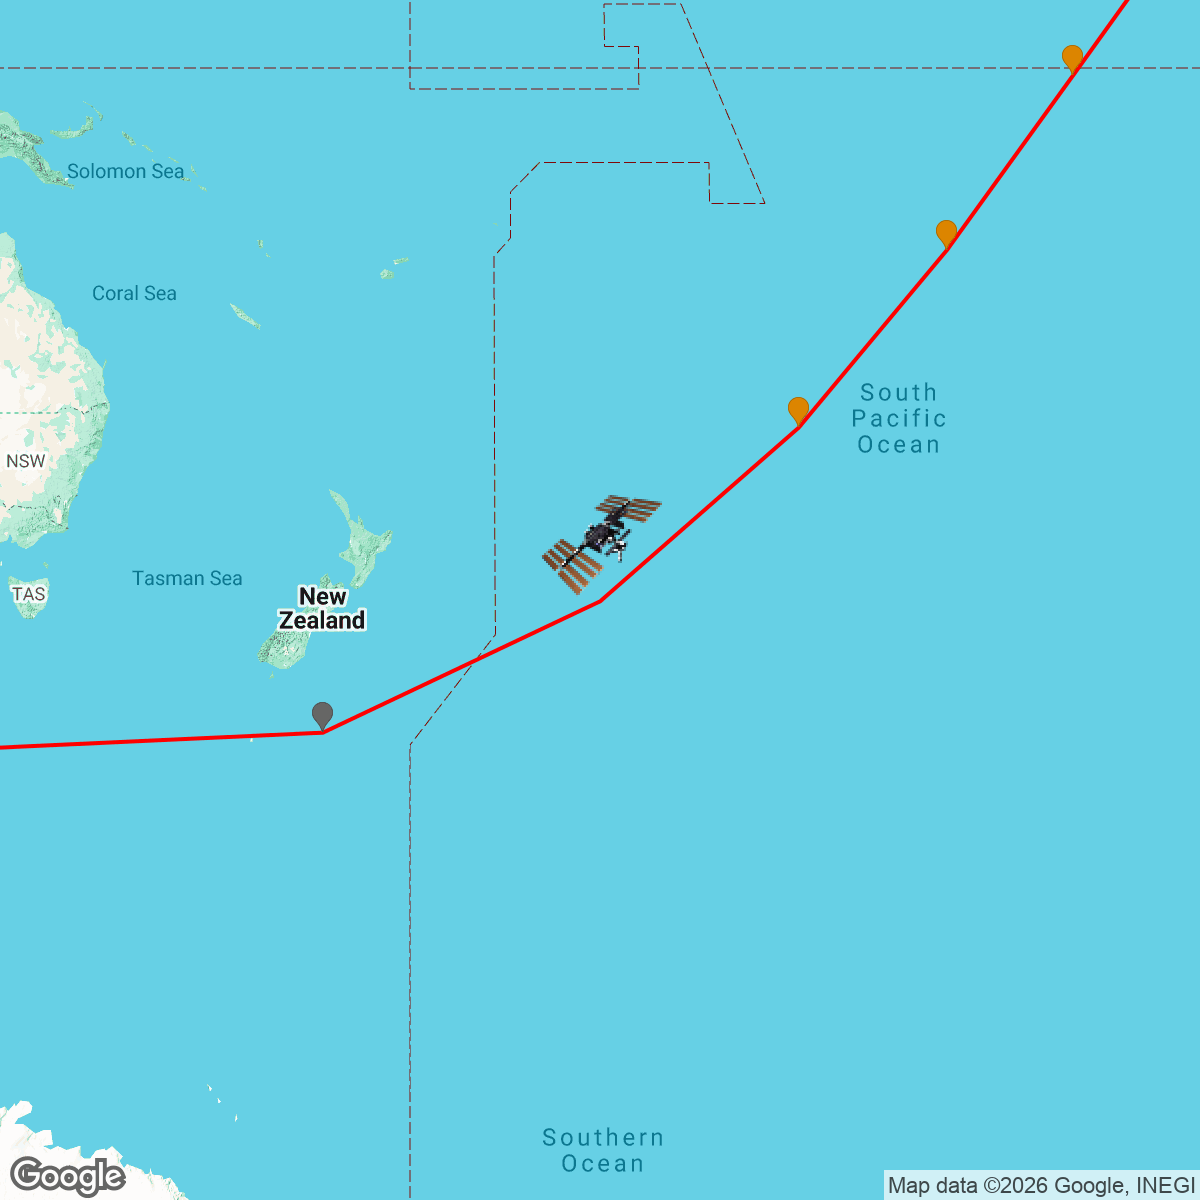 Solomon Sea
Coral Sea
South
Pacific
Ocean
NSW
Tasman Sea
TAS
New
Zealand
Southern
Ocean
Google
Map data ©2026 Google, INEGI